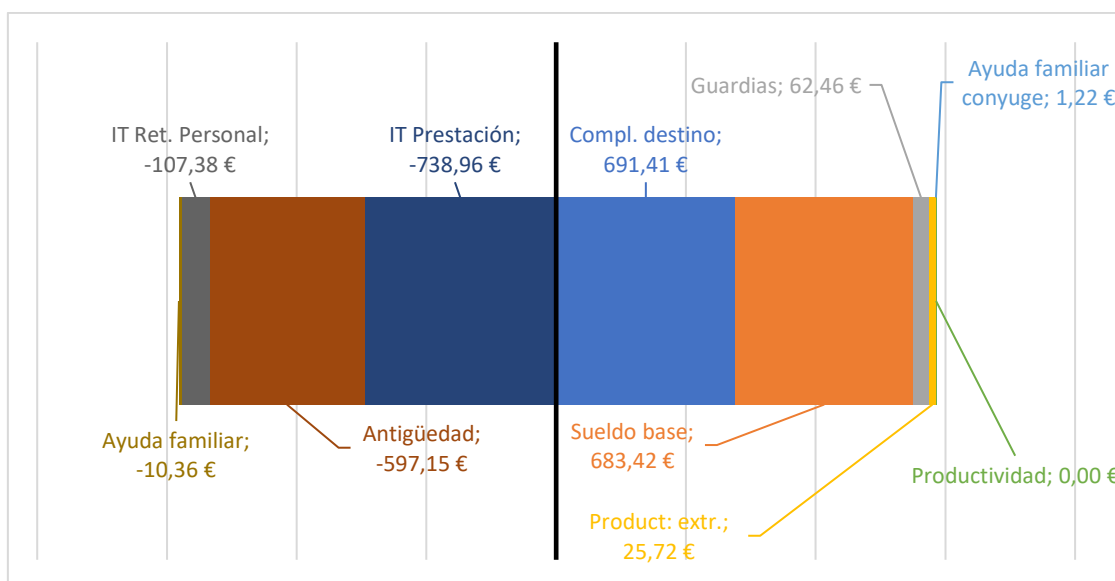 Guardias; 62,46 €
Ayuda familiar
conyuge; 1,22 €
IT Ret. Personal;
-107,38 €
IT Prestación;
-738,96 €
Compl. destino;
691,41 €
Ayuda familiar;
-10,36 €
Antigüedad;
-597,15 €
Sueldo base;
683,42 €
Productividad; 0,00 €
Product: extr.;
25,72 €